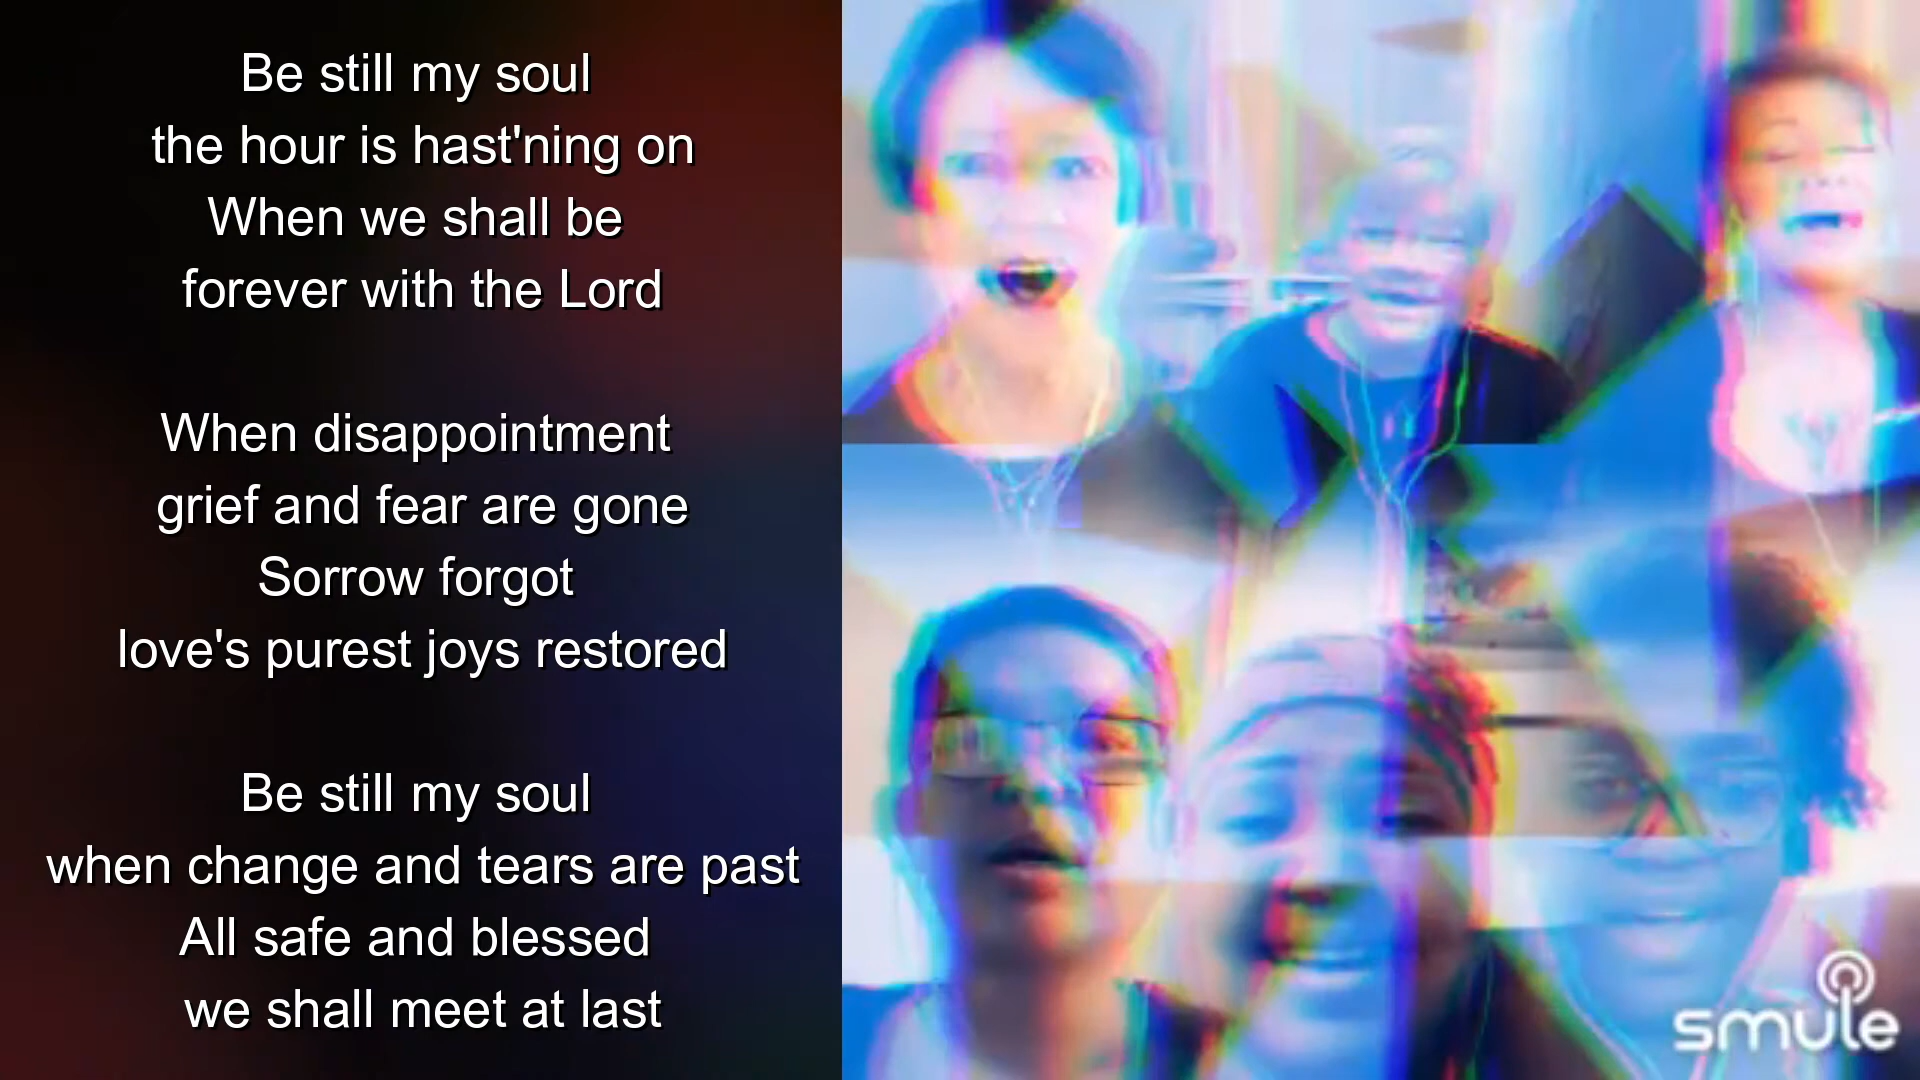 Be still my soul
the hour is hast'ning on
When we shall be
forever with the Lord
When disappointment
grief and fear are gone
Sorrow forgot
love's purest joys restored
Be still my soul
when change and tears are past
All safe and blessed
we shall meet at last
smule